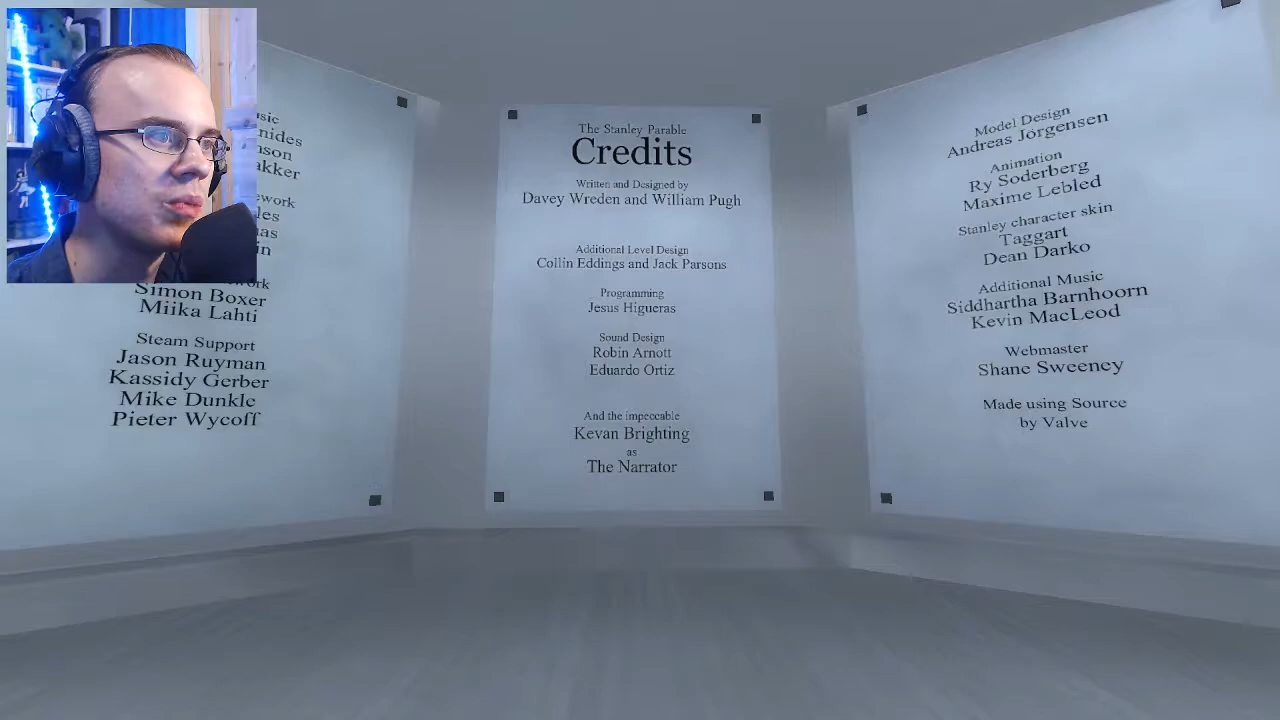 Simon Boxer
Miika Lahti
Steam Support
Jason Ruyman
Kassidy Gerber
Mike Dunkle
Pieter Wycoff
The Stanley Parable
Credits
Written and Designed by
Davey Wreden and William Pugh
Additional Level Design
Collin Eddings and Jack Parsons
Programming
Jesus Higueras
Sound Design
Robin Arnott
Eduardo Ortiz
And the impeccable
Kevan Brighting
as
The Narrator
Model Design
Andreas Jörgensen
Animation
Ry Soderberg
Maxime Lebled
Stanley character skin
Taggart
Dean Darko
Additional Music
Siddhartha Barnhoorn
Kevin MacLeod
Webmaster
Shane Sweeney
Made using Source
by Valve